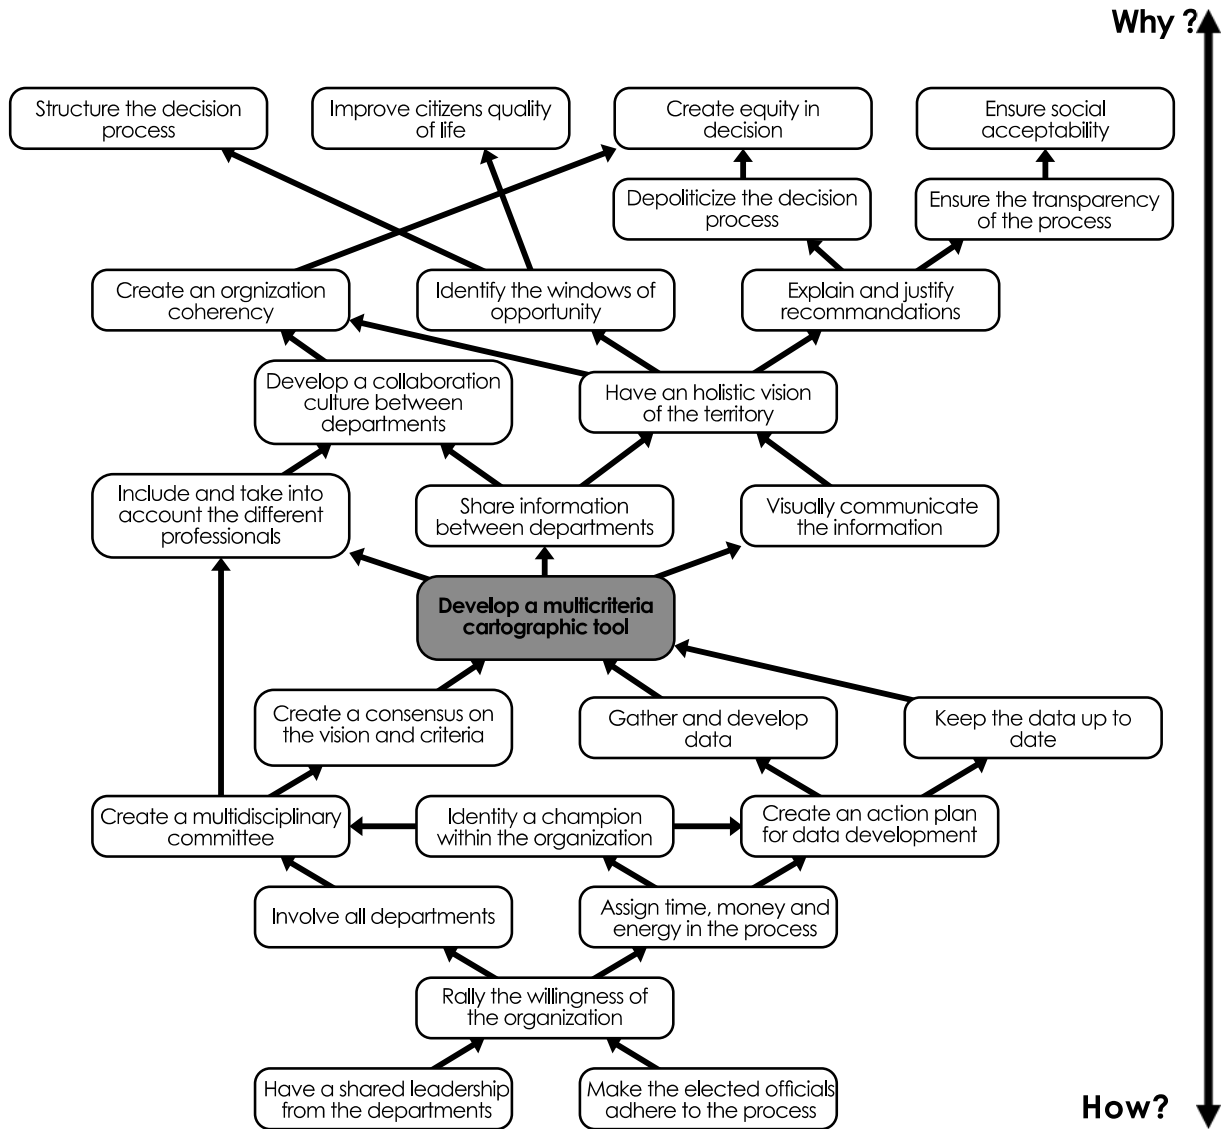 Why ?
Structure the decision
process
Improve citizens quality
of life
Create equity in
decision
Ensure social
acceptability
Depoliticize the decision
process
Ensure the transparency
of the process
Create an orgnization
coherency
Identify the windows of
opportunity
Explain and justify
recommandations
Develop a collaboration
culture between
departments
Have an holistic vision
of the territory
Include and take into
account the different
professionals
Share information
between departments
Visually communicate
the information
Develop a multicriteria
cartographic tool
Create a consensus on
the vision and criteria
Gather and develop
data
Keep the data up to
date
Create a multidisciplinary
committee
Identity a champion
within the organization
Create an action plan
for data development
Involve all departments
Assign time, money and
energy in the process
Rally the willingness of
the organization
Have a shared leadership
from the departments
Make the elected officials
adhere to the process
How?